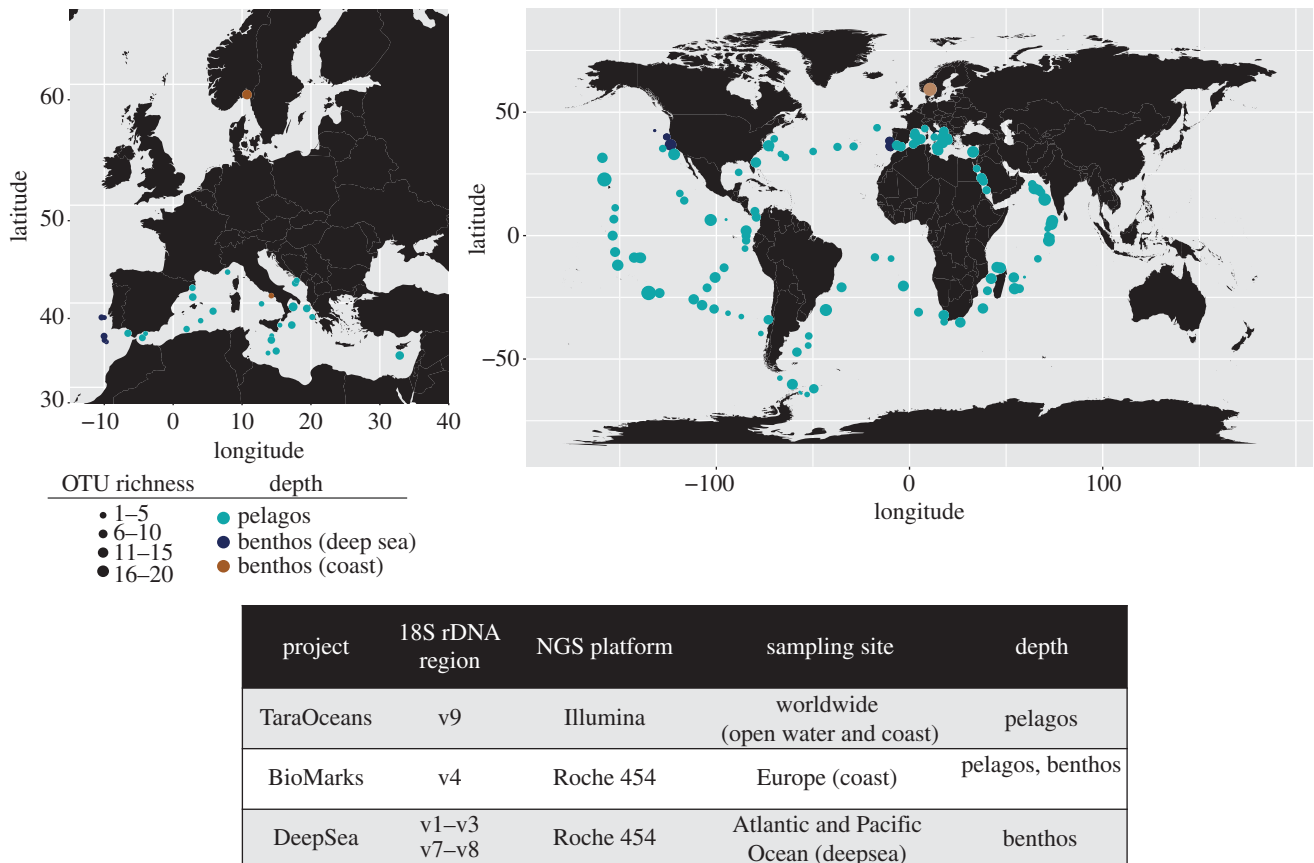 latitude
60
50
40
30
−10 0 10 20 30 40
longitude
latitude
50
0
−50
−100 0 100
longitude
OTU richness depth
1–5 pelagos
6–10 benthos (deep sea)
11–15 benthos (coast)
16–20
project 18S rDNA region NGS platform sampling site depth
TaraOceans v9 Illumina worldwide (open water and coast) pelagos
BioMarks v4 Roche 454 Europe (coast) pelagos, benthos
DeepSea v1–v3 v7–v8 Roche 454 Atlantic and Pacific Ocean (deepsea) benthos